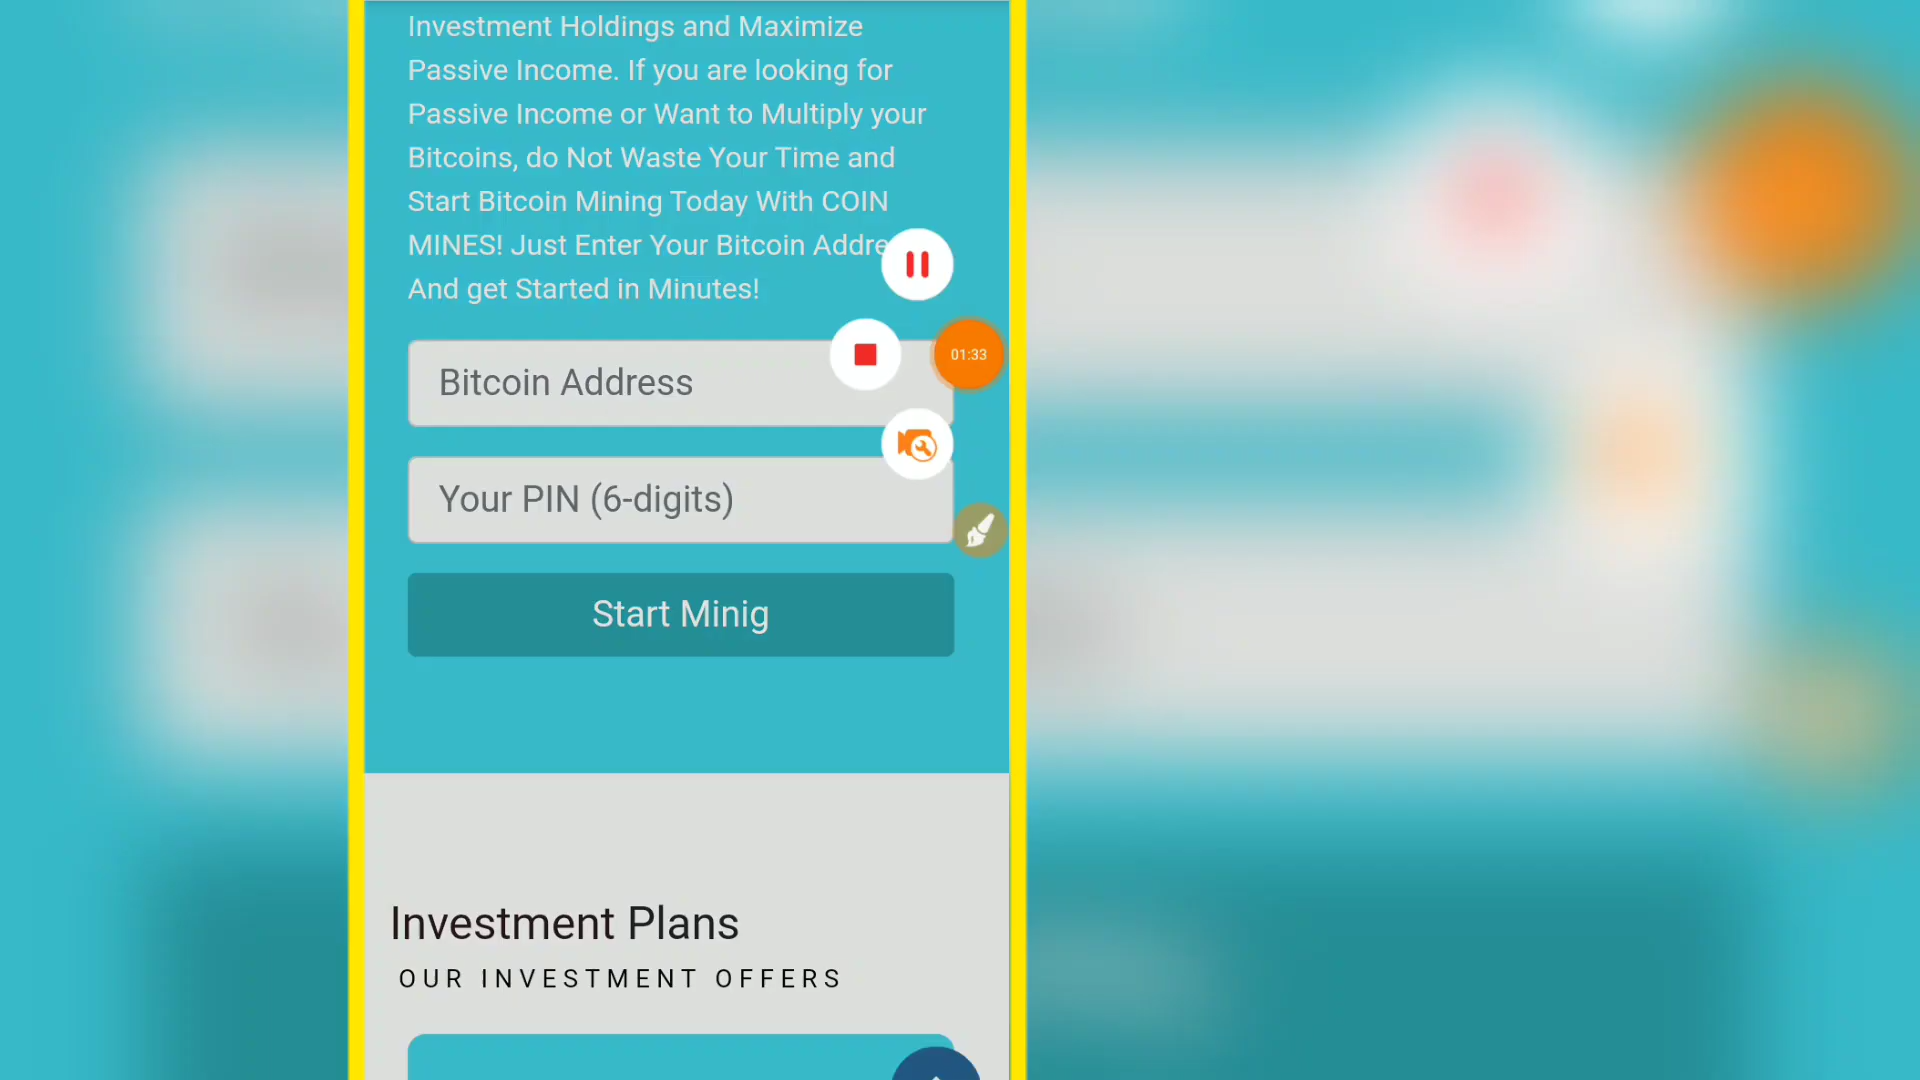 Investment Holdings and Maximize
Passive Income. If you are looking for
Passive Income or Want to Multiply your
Bitcoins, do Not Waste Your Time and
Start Bitcoin Mining Today With COIN
MINES! Just Enter Your Bitcoin Addre
And get Started in Minutes!
01:33
Bitcoin Address
Your PIN (6-digits)
Start Minig
Investment Plans
OUR INVESTMENT OFFERS